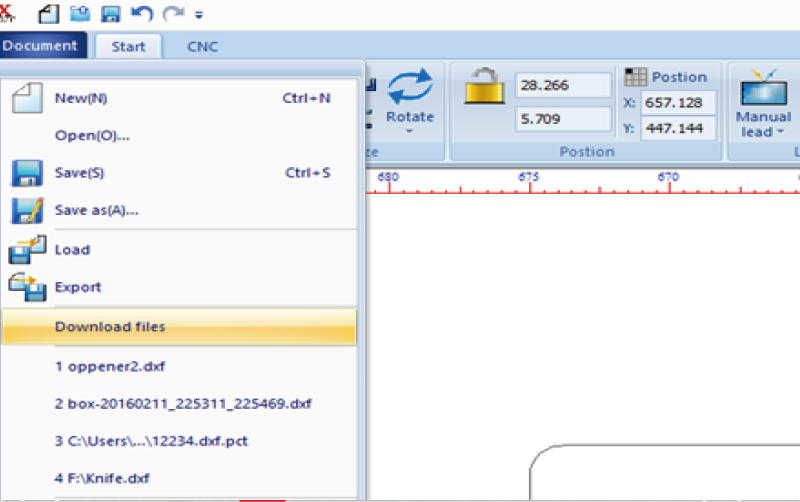 Document Start CNC
New(N) Ctrl+N
Open(O)...
Save(S) Ctrl+S
Save as(A)...
Load
Export
Download files
1 oppener2.dxf
2 box-20160211_225311_225469.dxf
3 C:\Users\...\12234.dxf.pct
4 F:\Knife.dxf
Rotate
28.266
5.709
Postion
X: 657.128
Y: 447.144
Postion
Manual
lead
680 675 670